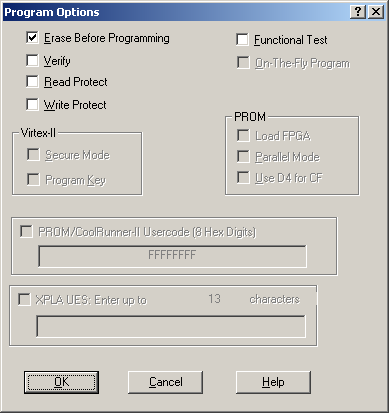 Program Options
Erase Before Programming
Functional Test
Verify
On-The-Fly Program
Read Protect
Write Protect
Virtex-II
Secure Mode
Program Key
PROM
Load FPGA
Parallel Mode
Use D4 for CF
PROM/CoolRunner-II Usercode (8 Hex Digits)
FFFFFFFF
XPLA UES: Enter up to 13 characters
OK Cancel Help